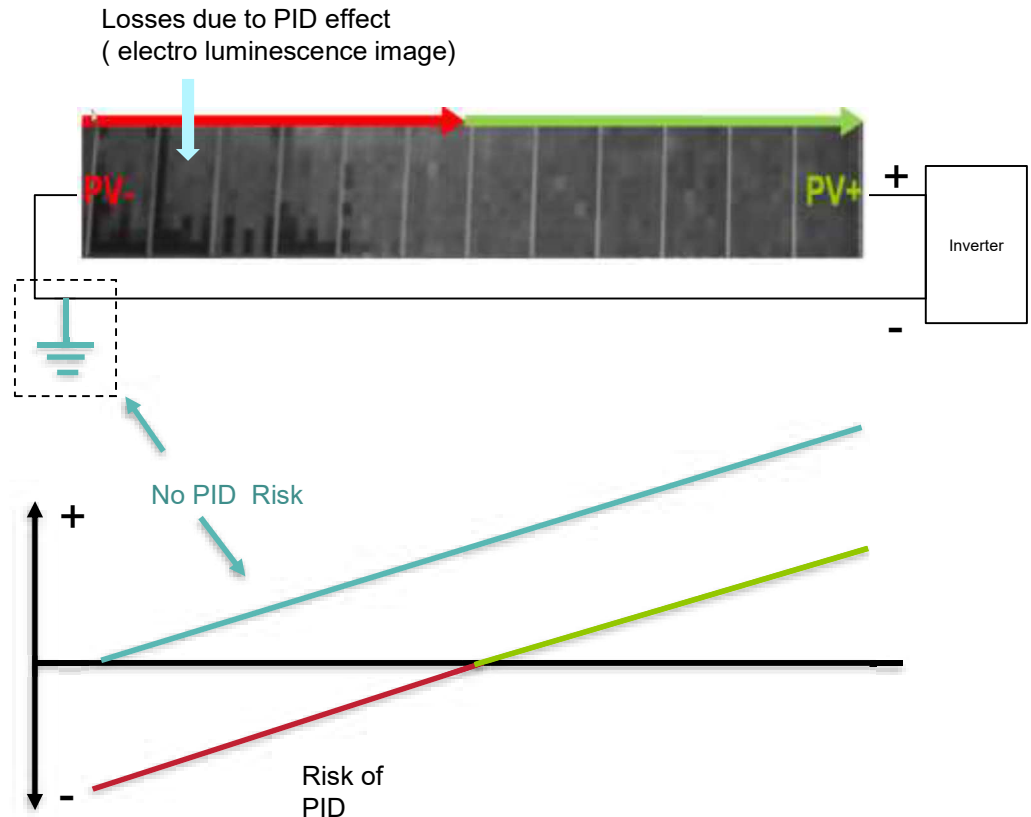 Losses due to PID effect
( electro luminescence image)
PV-
PV+
+
Inverter
-
No PID Risk
+
-
Risk of
PID